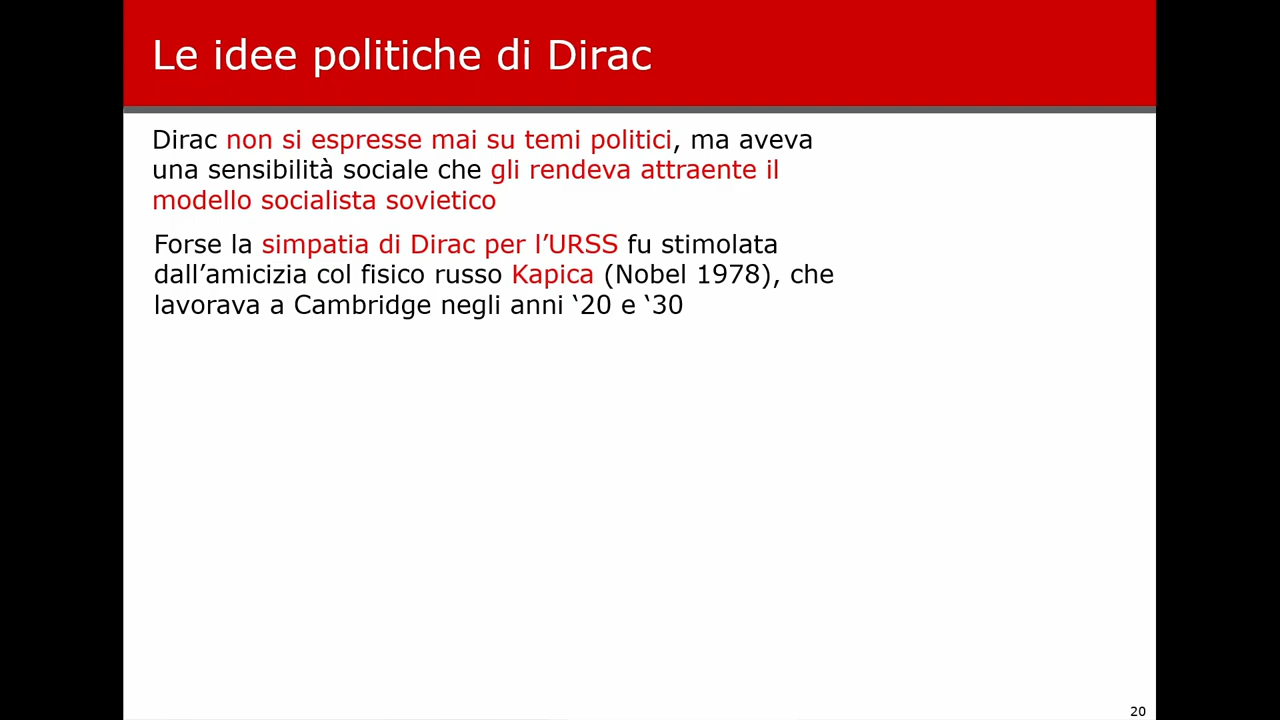 Le idee politiche di Dirac
Dirac non si espresse mai su temi politici, ma aveva
una sensibilità sociale che gli rendeva attraente il
modello socialista sovietico
Forse la simpatia di Dirac per l’URSS fu stimolata
dall’amicizia col fisico russo Kapica (Nobel 1978), che
lavorava a Cambridge negli anni ‘20 e ‘30
20